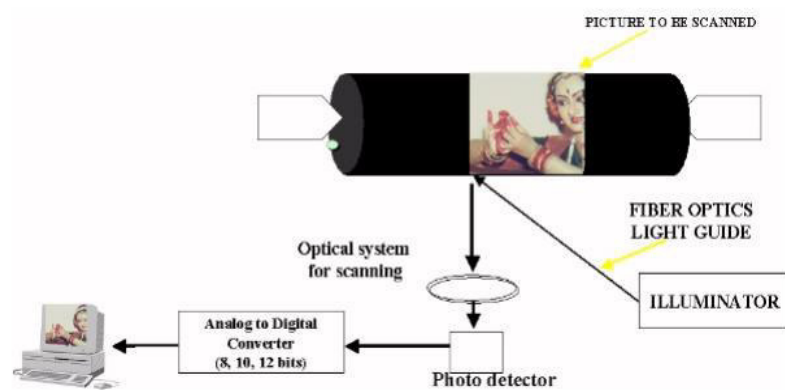 PICTURE TO BE SCANNED
FIBER OPTICS
LIGHT GUIDE
Optical system
for scanning
ILLUMINATOR
Analog to Digital
Converter
(8, 10, 12 bits)
Photo detector